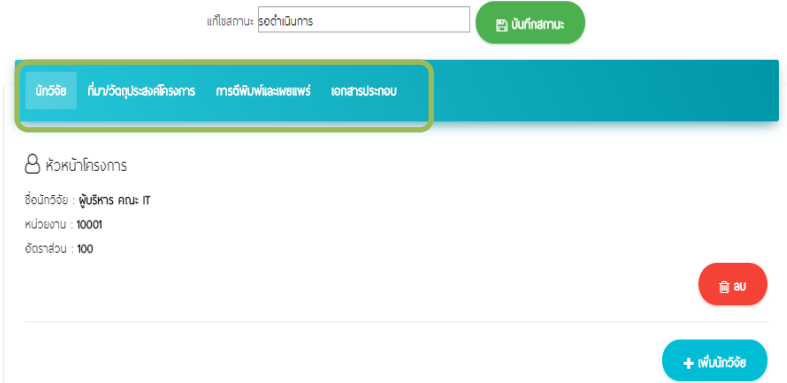 แก้ไขสถานะ รอดำเนินการ บันทึกสถานะ
นักวิจัย ที่มา/วัตถุประสงค์โครงการ การตีพิมพ์และเผยแพร่ เอกสารประกอบ
หัวหน้าโครงการ
ชื่อนักวิจัย : ผู้บริหาร คณะ IT
หน่วยงาน : 10001
อัตราส่วน : 100
ลบ
+ เพิ่มนักวิจัย